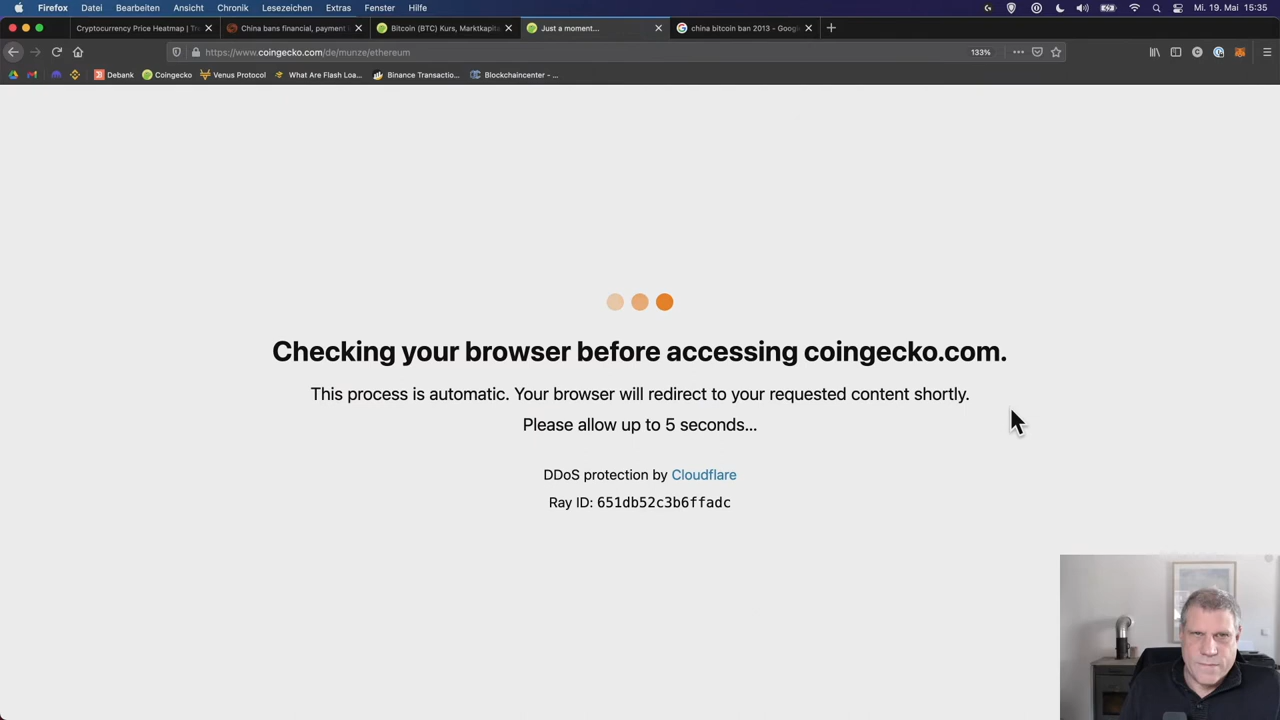 Firefox Datei Bearbeiten Ansicht Chronik Lesezeichen Extras Fenster Hilfe Mi. 19. Mai 15:35
Cryptocurrency Price Heatmap | Tr
China bans financial, payment
Bitcoin (BTC) Kurs, Marktkapita
Just a moment...
china bitcoin ban 2013 - Googl
https://www.coingecko.com/de/munze/ethereum 133%
Debank Coingecko Venus Protocol What Are Flash Loa... Binance Transactio... Blockchaincenter - ...
Checking your browser before accessing coingecko.com.
This process is automatic. Your browser will redirect to your requested content shortly.
Please allow up to 5 seconds...
DDoS protection by Cloudflare
Ray ID: 651db52c3b6ffadc